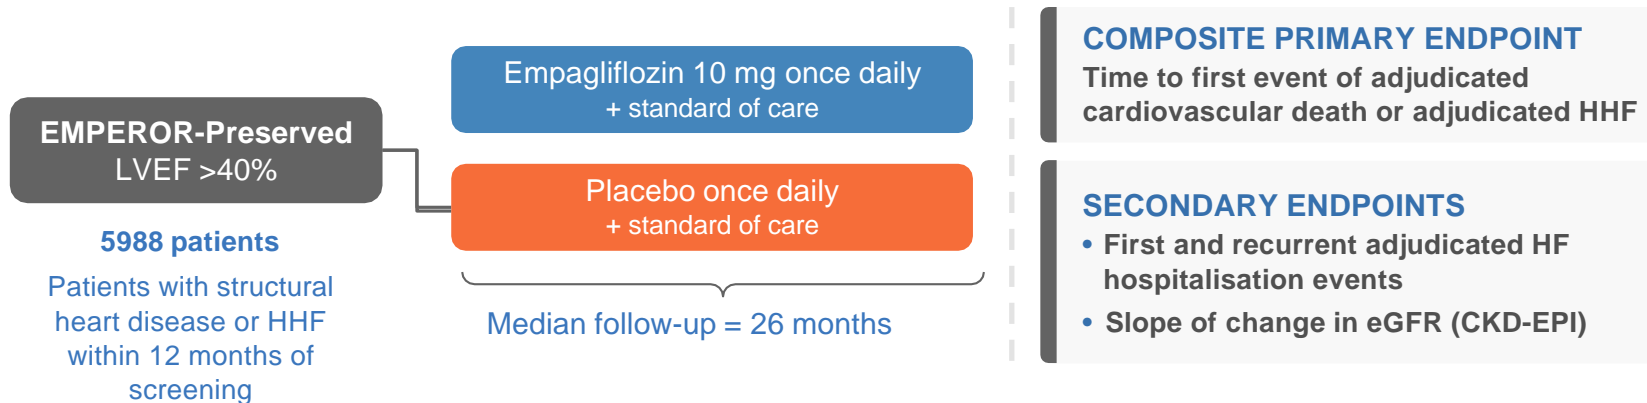 EMPEROR-Preserved
LVEF >40%
5988 patients
Patients with structural
heart disease or HHF
within 12 months of
screening
Empagliflozin 10 mg once daily
+ standard of care
Placebo once daily
+ standard of care
Median follow-up = 26 months
COMPOSITE PRIMARY ENDPOINT
Time to first event of adjudicated
cardiovascular death or adjudicated HHF
SECONDARY ENDPOINTS
• First and recurrent adjudicated HF
hospitalisation events
• Slope of change in eGFR (CKD-EPI)